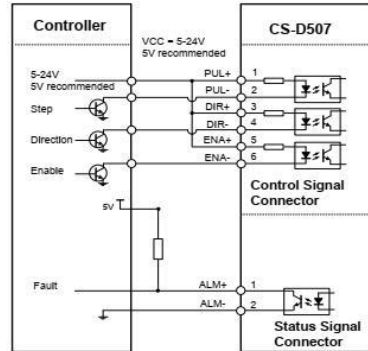 Controller
CS-D507
VCC = 5-24V
5V recommended
5-24V
5V recommended
PUL+ 1
Step
PUL- 2
DIR+ 3
Direction
DIR- 4
ENA+ 5
Enable
ENA- 6
Control Signal
Connector
5V
Fault
ALM+ 1
ALM- 2
Status Signal
Connector